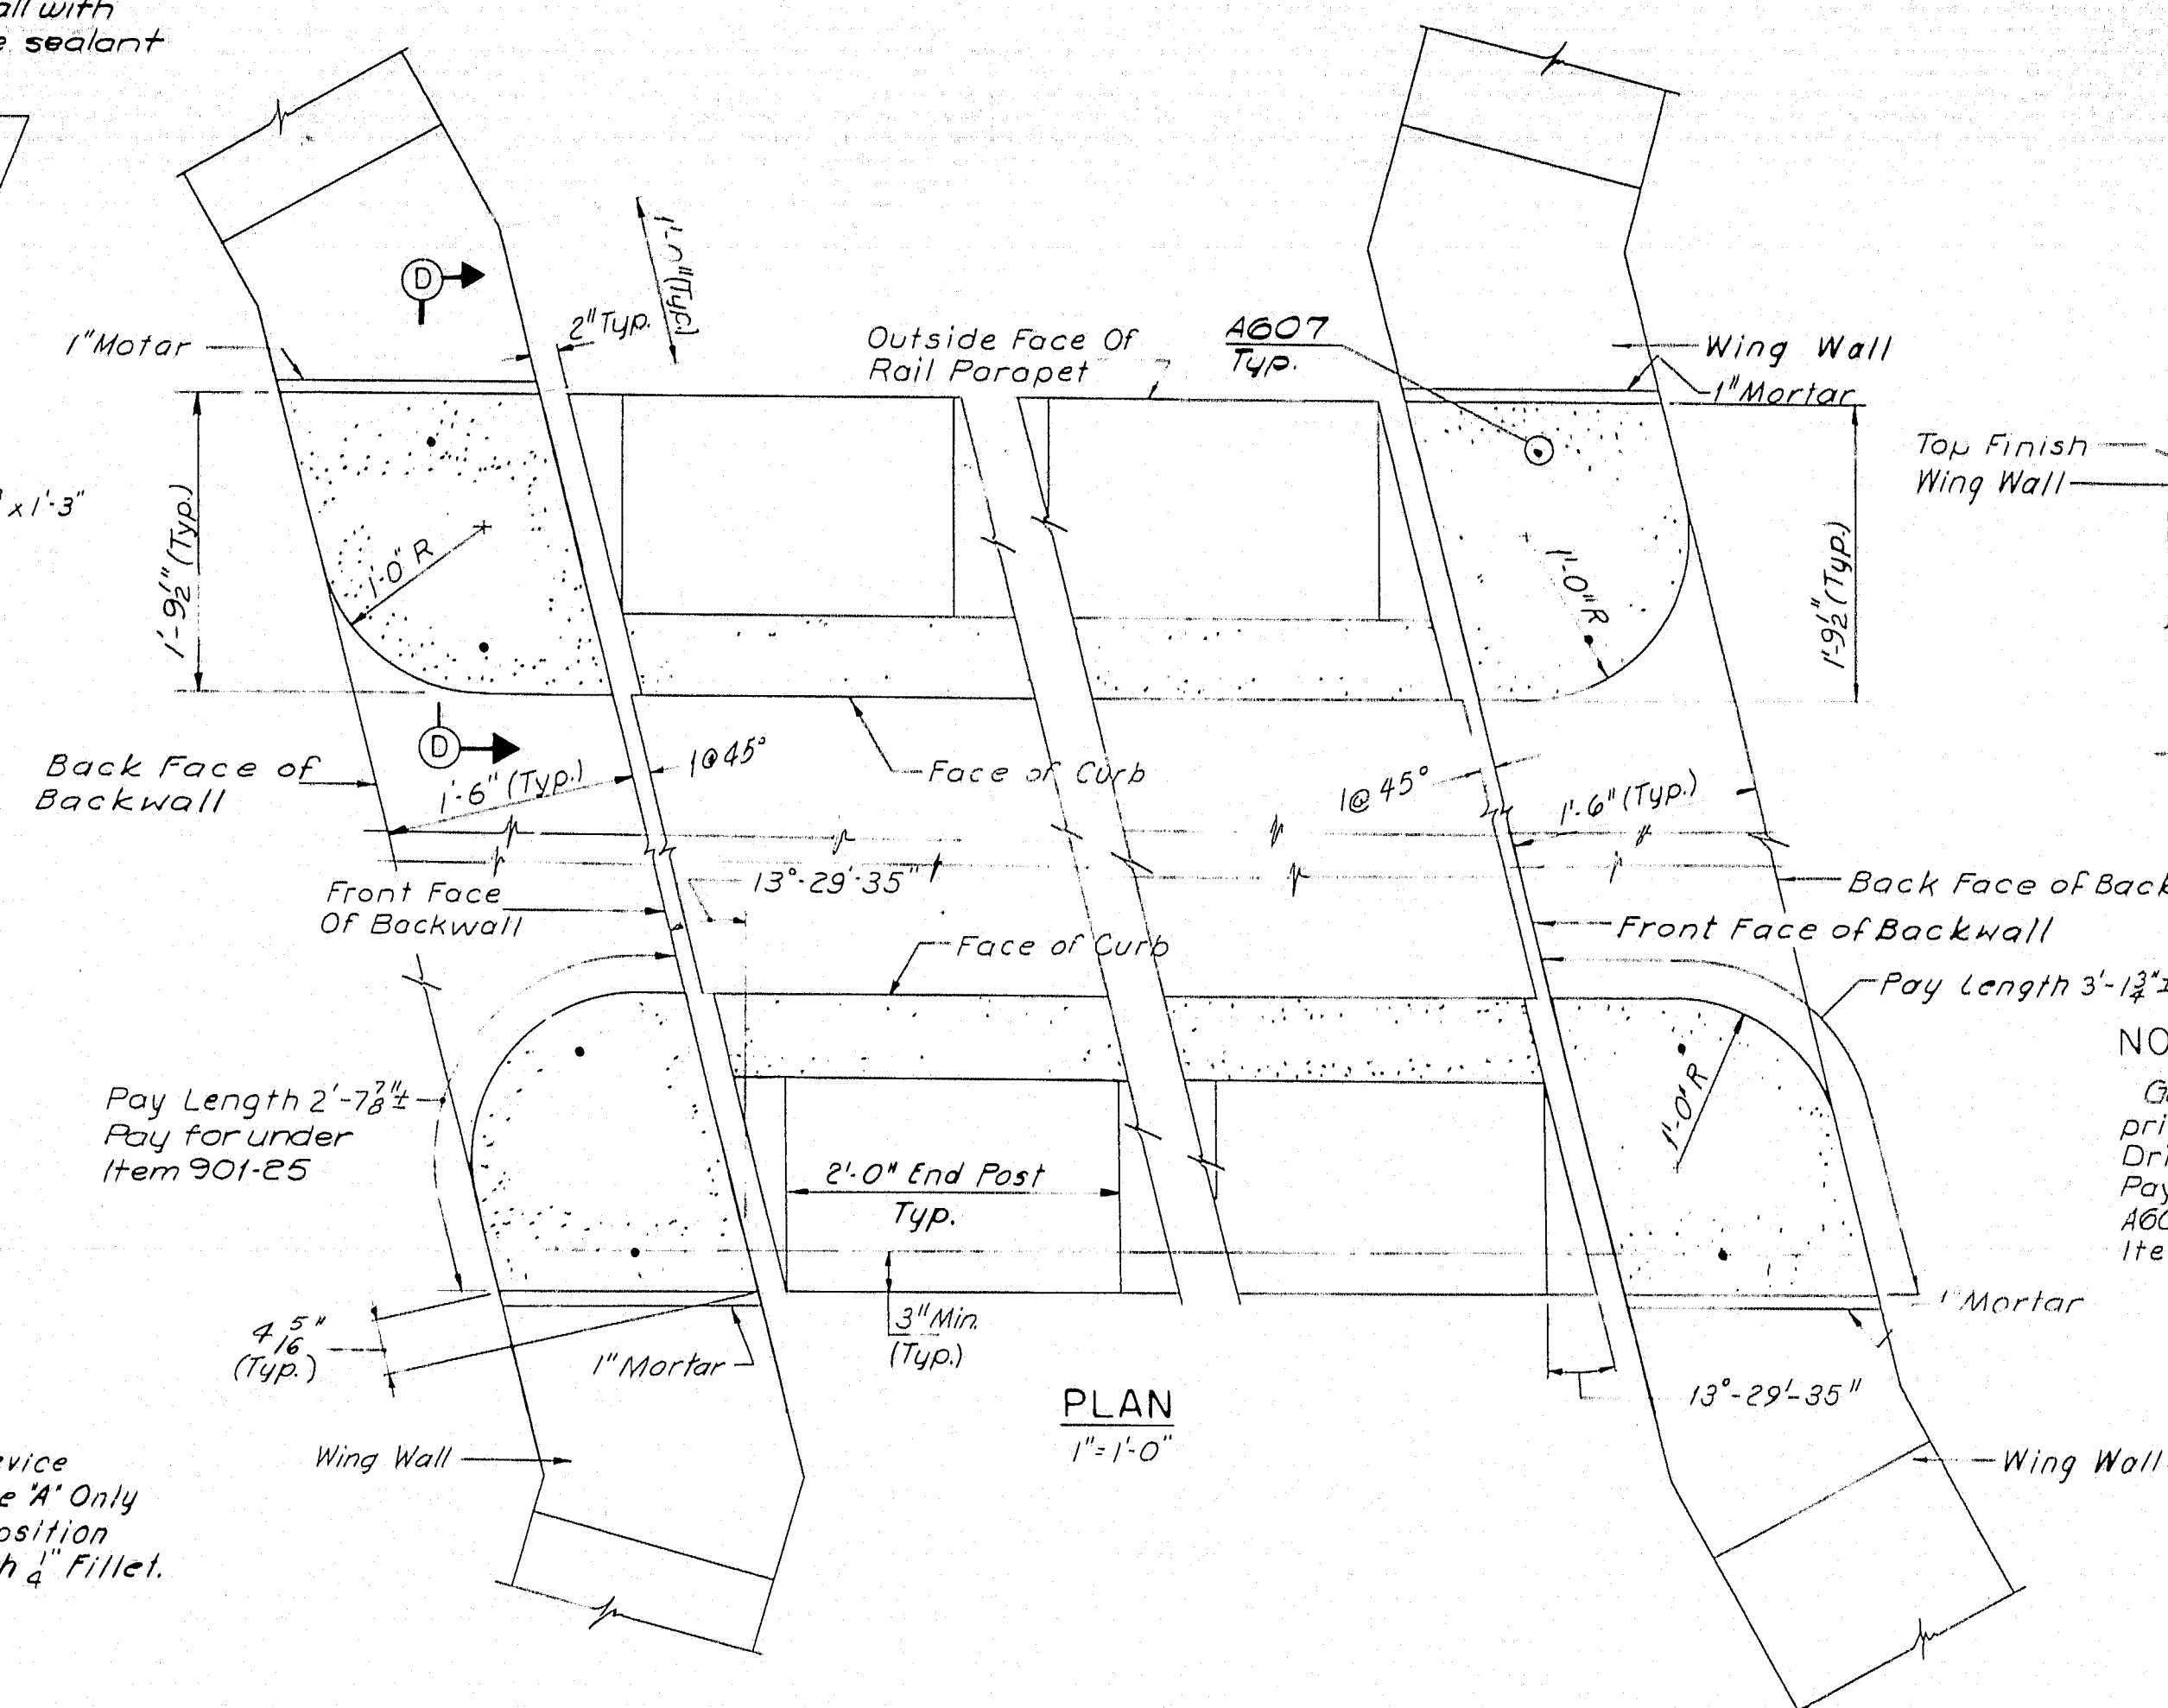 all with
sealant
x1'-3"
1"Motar
D
2" Typ.
Outside Face Of
Rail Parapet
A607
Typ.
Wing Wall
1"Mortar
Top Finish
Wing Wall
1'-9½" (Typ.)
1'-0" R
1'-0" R
1'-9½" (Typ.)
D
Back Face of
Backwall
1'-6" (Typ.)
1@45°
Face of Curb
1@45°
1'-6" (Typ.)
Front Face
Of Backwall
13°-29'-35"
Face of Curb
Back Face of Back
Front Face of Backwall
Pay Length 3'-1¾"±
Pay Length 2'-7⅞"±
Pay for under
Item 901-25
2'-0" End Post
Typ.
1'-0" R
4 5/16"
(Typ.)
1"Mortar
3" Min.
(Typ.)
1"Mortar
13°-29'-35"
PLAN
1"=1'-0"
Wing Wall
Wing Wall
"A" Only
¼" Fillet.
NO
pri
Dri
Pay
A60
Ite